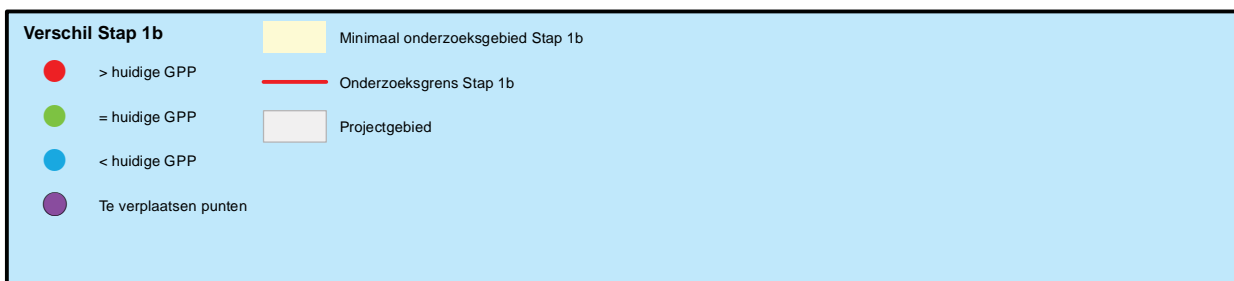 Verschil Stap 1b
> huidige GPP
= huidige GPP
< huidige GPP
Te verplaatsen punten
Minimaal onderzoeksgebied Stap 1b
Onderzoeksgrens Stap 1b
Projectgebied